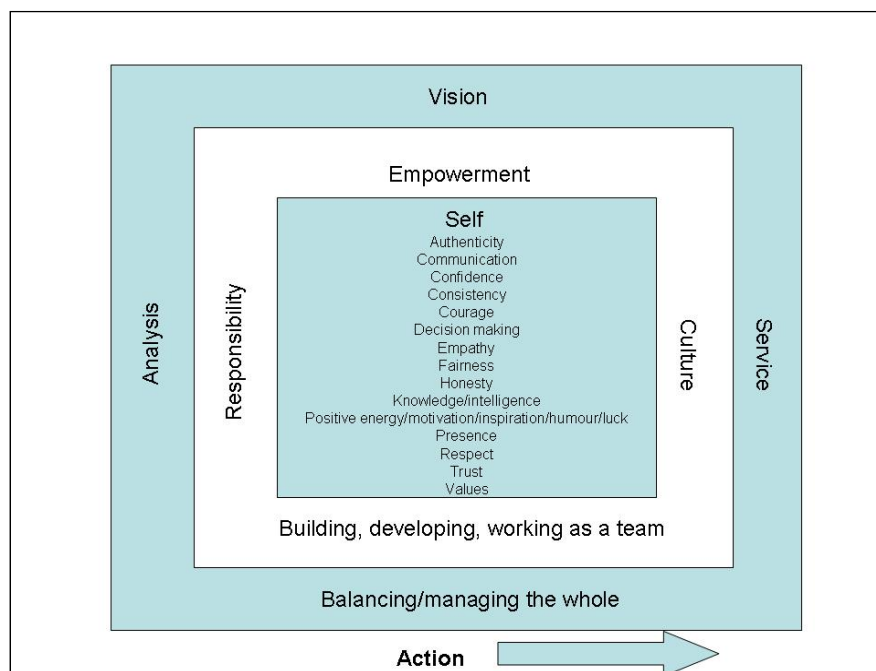 Vision
Empowerment
Self
Authenticity
Communication
Confidence
Consistency
Courage
Decision making
Empathy
Fairness
Honesty
Knowledge/intelligence
Positive energy/motivation/inspiration/humour/luck
Presence
Respect
Trust
Values
Analysis
Responsibility
Culture
Service
Building, developing, working as a team
Balancing/managing the whole
Action